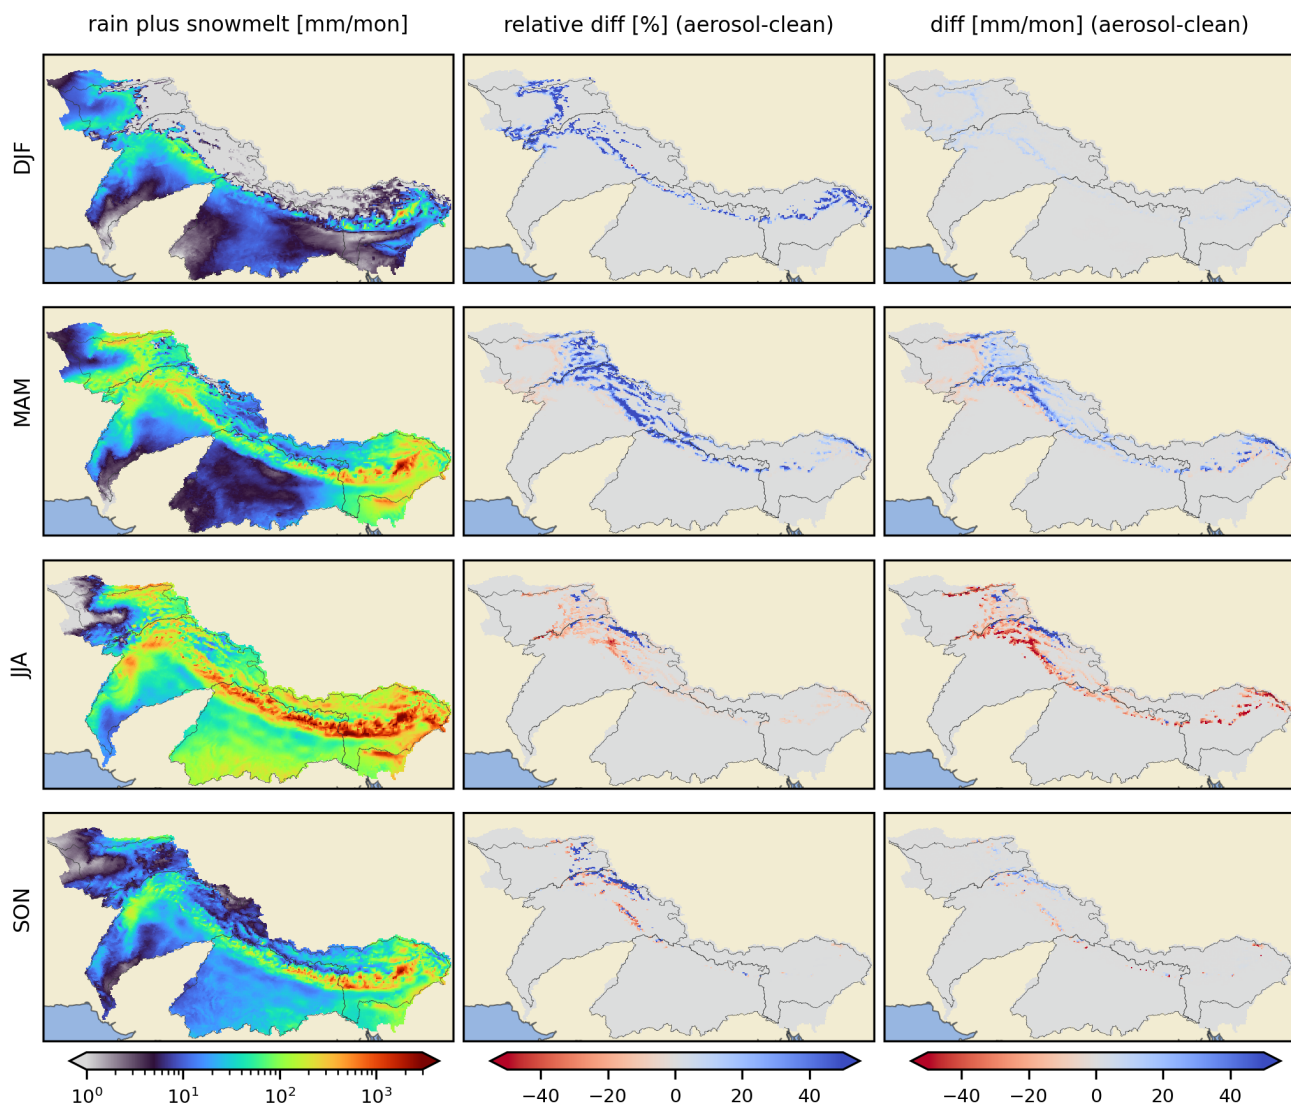 rain plus snowmelt [mm/mon] relative diff [%] (aerosol-clean) diff [mm/mon] (aerosol-clean)
DJF
MAM
JJA
SON
10⁰ 10¹ 10² 10³ −40 −20 0 20 40 −40 −20 0 20 40